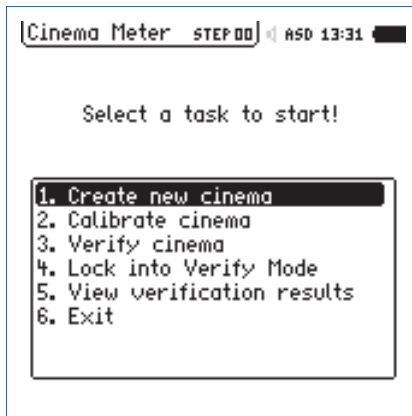 Cinema Meter STEP 00 ASD 13:31
Select a task to start!
1. Create new cinema
2. Calibrate cinema
3. Verify cinema
4. Lock into Verify Mode
5. View verification results
6. Exit